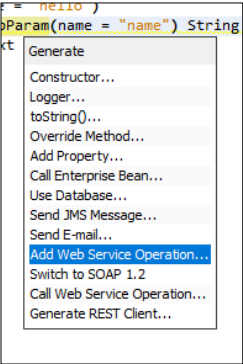 = "hello")
Param(name = "name") String
xt
Generate
Constructor...
Logger...
toString()...
Override Method...
Add Property...
Call Enterprise Bean...
Use Database...
Send JMS Message...
Send E-mail...
Add Web Service Operation...
Switch to SOAP 1.2
Call Web Service Operation...
Generate REST Client...